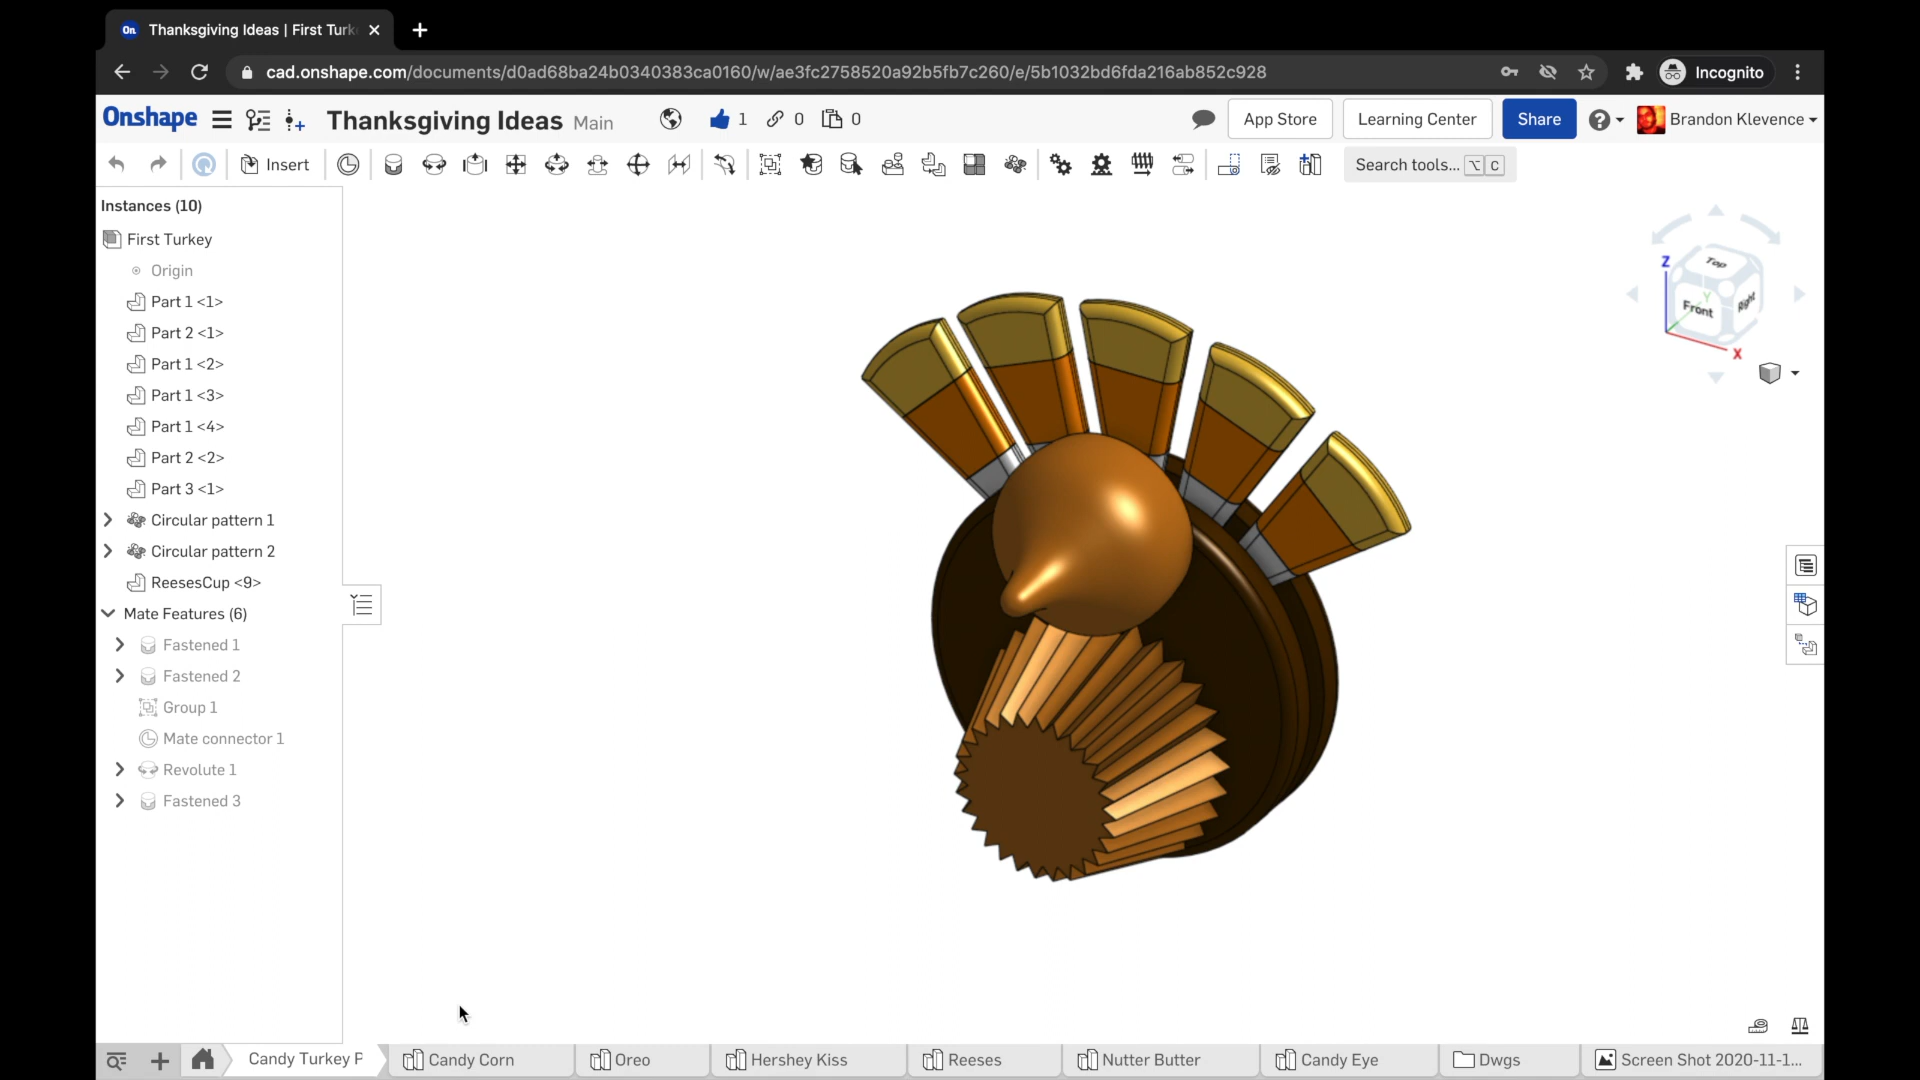 On Thanksgiving Ideas | First Turk
cad.onshape.com/documents/d0ad68ba24b0340383ca0160/w/ae3fc2758520a92b5fb7c260/e/5b1032bd6fda216ab852c928
Incognito
Onshape
Thanksgiving Ideas Main
1 0 0
App Store
Learning Center
Share
Brandon Klevence
Insert
Search tools... ⌥ C
Instances (10)
First Turkey
Origin
Part 1 <1>
Part 2 <1>
Part 1 <2>
Part 1 <3>
Part 1 <4>
Part 2 <2>
Part 3 <1>
Circular pattern 1
Circular pattern 2
ReesesCup <9>
Mate Features (6)
Fastened 1
Fastened 2
Group 1
Mate connector 1
Revolute 1
Fastened 3
Z
Top
Y
Front
Right
X
Candy Turkey P
Candy Corn
Oreo
Hershey Kiss
Reeses
Nutter Butter
Candy Eye
Dwgs
Screen Shot 2020-11-1...